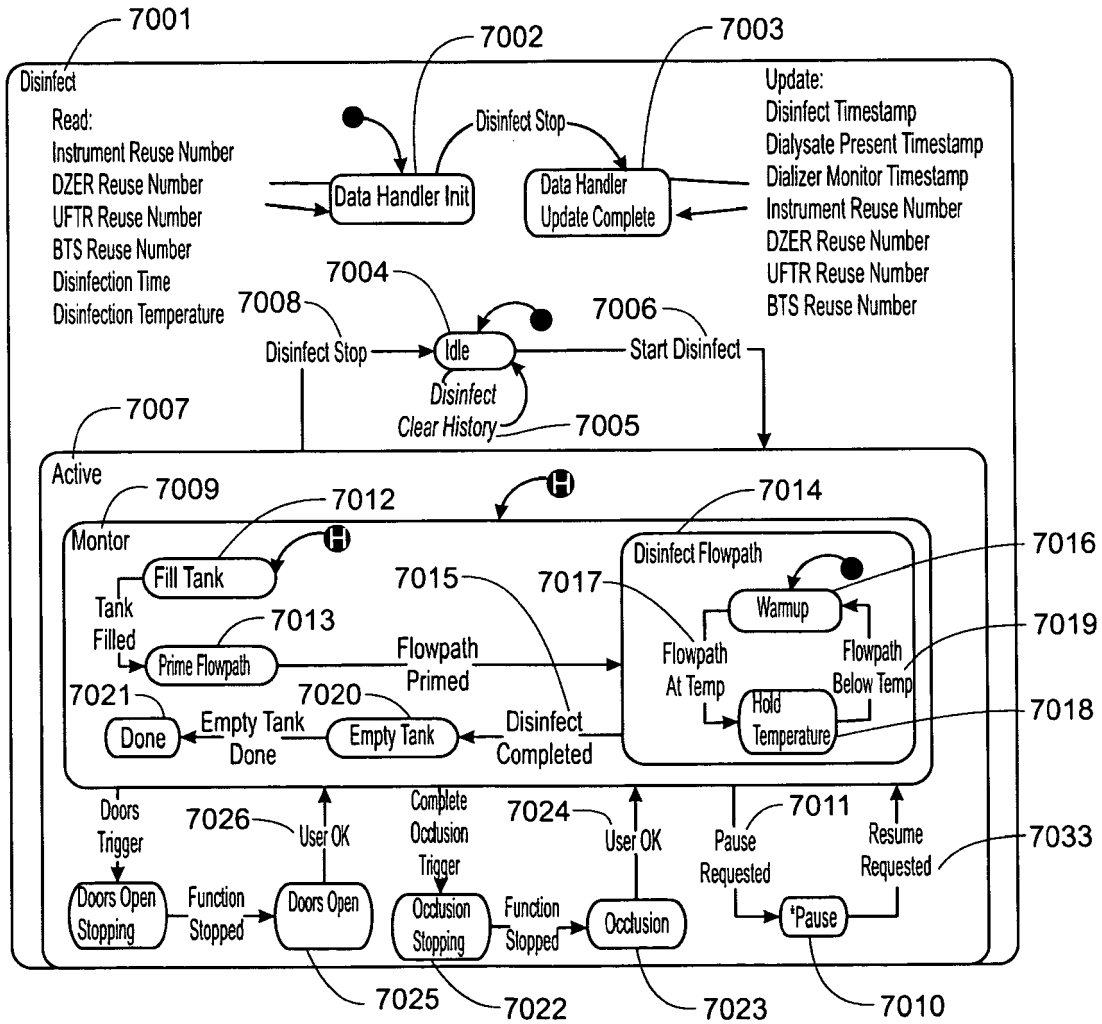 7001
7002
7003
Disinfect
Read:
Instrument Reuse Number
DZER Reuse Number
UFTR Reuse Number
BTS Reuse Number
Disinfection Time
Disinfection Temperature
Data Handler Init
Disinfect Stop
Data Handler
Update Complete
Update:
Disinfect Timestamp
Dialysate Present Timestamp
Dializer Monitor Timestamp
Instrument Reuse Number
DZER Reuse Number
UFTR Reuse Number
BTS Reuse Number
7004
7008
7006
Disinfect Stop
Idle
Start Disinfect
Disinfect
Clear History
7005
7007
Active
7009
7012
H
7014
Montor
H
Disinfect Flowpath
Fill Tank
7017
7016
7015
Warmup
Tank
Filled
7013
7019
Prime Flowpath
Flowpath
Primed
Flowpath
At Temp
Flowpath
Below Temp
7021
7020
Hold
Temperature
7018
Done
Empty Tank
Done
Empty Tank
Disinfect
Completed
Doors
Trigger
7026
User OK
Complete
Occlusion
Trigger
7024
User OK
7011
Pause
Requested
Resume
Requested
7033
Doors Open
Stopping
Function
Stopped
Doors Open
Occlusion
Stopping
Function
Slopped
Occlusion
*Pause
7025
7022
7023
7010